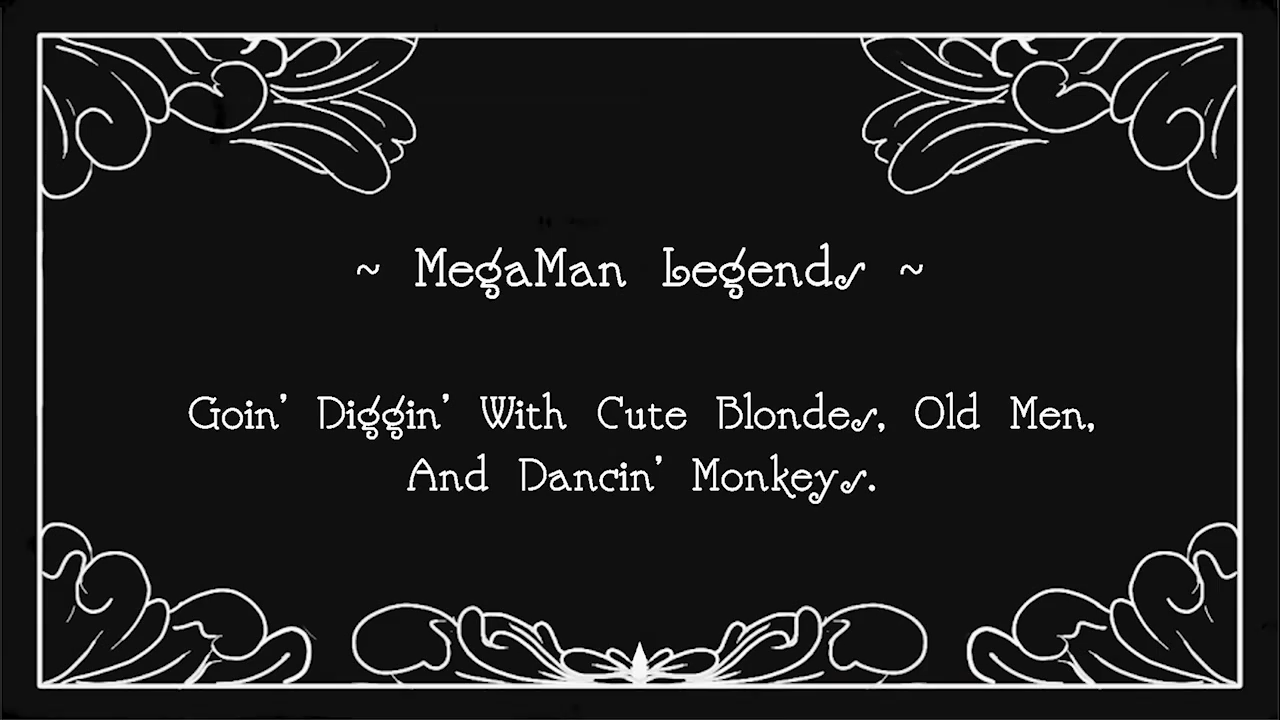 ~ MegaMan Legends ~
Goin' Diggin' With Cute Blondes, Old Men,
And Dancin' Monkeys.